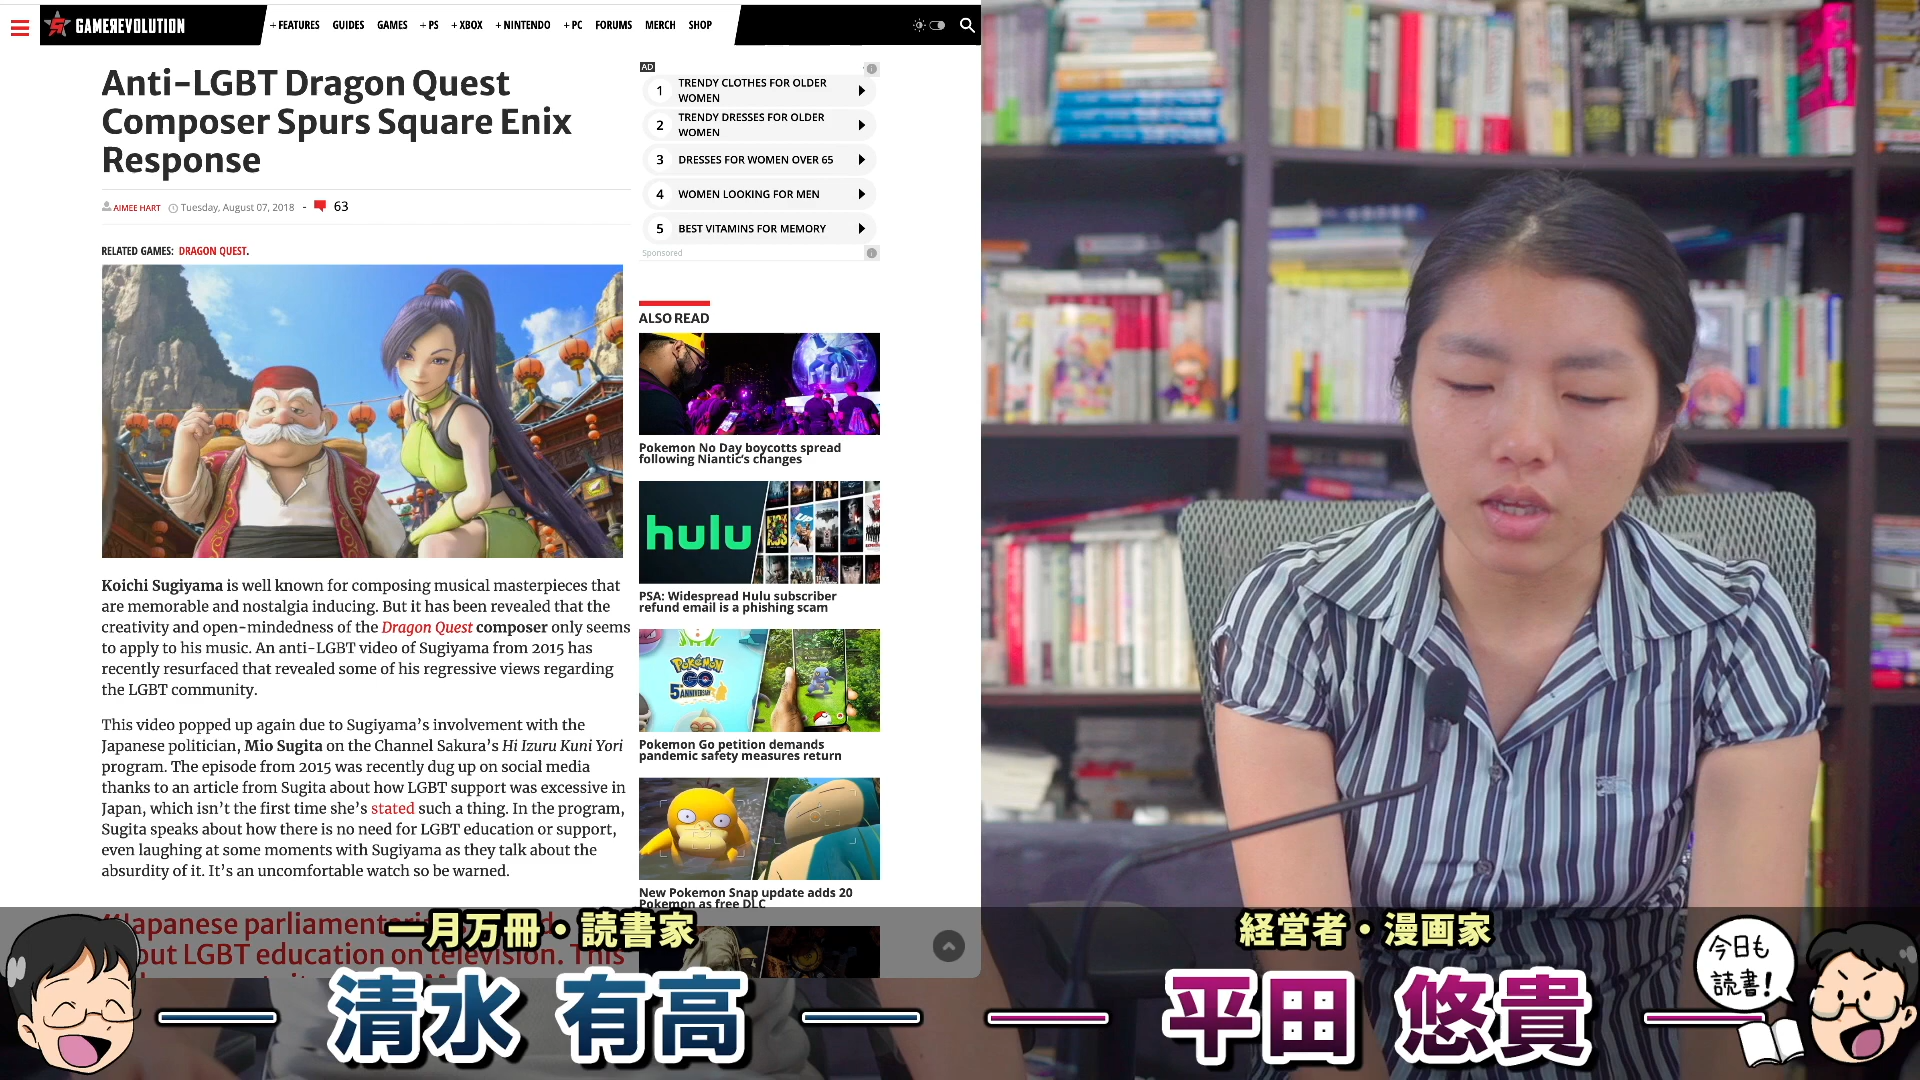 GAMEREVOLUTION
+ FEATURES GUIDES GAMES + PS + XBOX + NINTENDO + PC FORUMS MERCH SHOP
Anti-LGBT Dragon Quest
Composer Spurs Square Enix
Response
AIMEE HART Tuesday, August 07, 2018 - 63
RELATED GAMES: DRAGON QUEST.
Koichi Sugiyama is well known for composing musical masterpieces that
are memorable and nostalgia inducing. But it has been revealed that the
creativity and open-mindedness of the Dragon Quest composer only seems
to apply to his music. An anti-LGBT video of Sugiyama from 2015 has
recently resurfaced that revealed some of his regressive views regarding
the LGBT community.
This video popped up again due to Sugiyama's involvement with the
Japanese politician, Mio Sugita on the Channel Sakura's Hi Izuru Kuni Yori
program. The episode from 2015 was recently dug up on social media
thanks to an article from Sugita about how LGBT support was excessive in
Japan, which isn't the first time she's stated such a thing. In the program,
Sugita speaks about how there is no need for LGBT education or support,
even laughing at some moments with Sugiyama as they talk about the
absurdity of it. It's an uncomfortable watch so be warned.
LGBT education on television. This
AD
1 TRENDY CLOTHES FOR OLDER
WOMEN
2 TRENDY DRESSES FOR OLDER
WOMEN
3 DRESSES FOR WOMEN OVER 65
4 WOMEN LOOKING FOR MEN
5 BEST VITAMINS FOR MEMORY
Sponsored
ALSO READ
Pokemon No Day boycotts spread
following Niantic's changes
hulu
UP
PSA: Widespread Hulu subscriber
refund email is a phishing scam
POKÉMON
GO
5TH ANNIVERSARY
Pokemon Go petition demands
pandemic safety measures return
New Pokemon Snap update adds 20
Pokemon as free DLC
一月万冊・読書家
清水 有高
経営者・漫画家
平田 悠貴
今日も
読書!